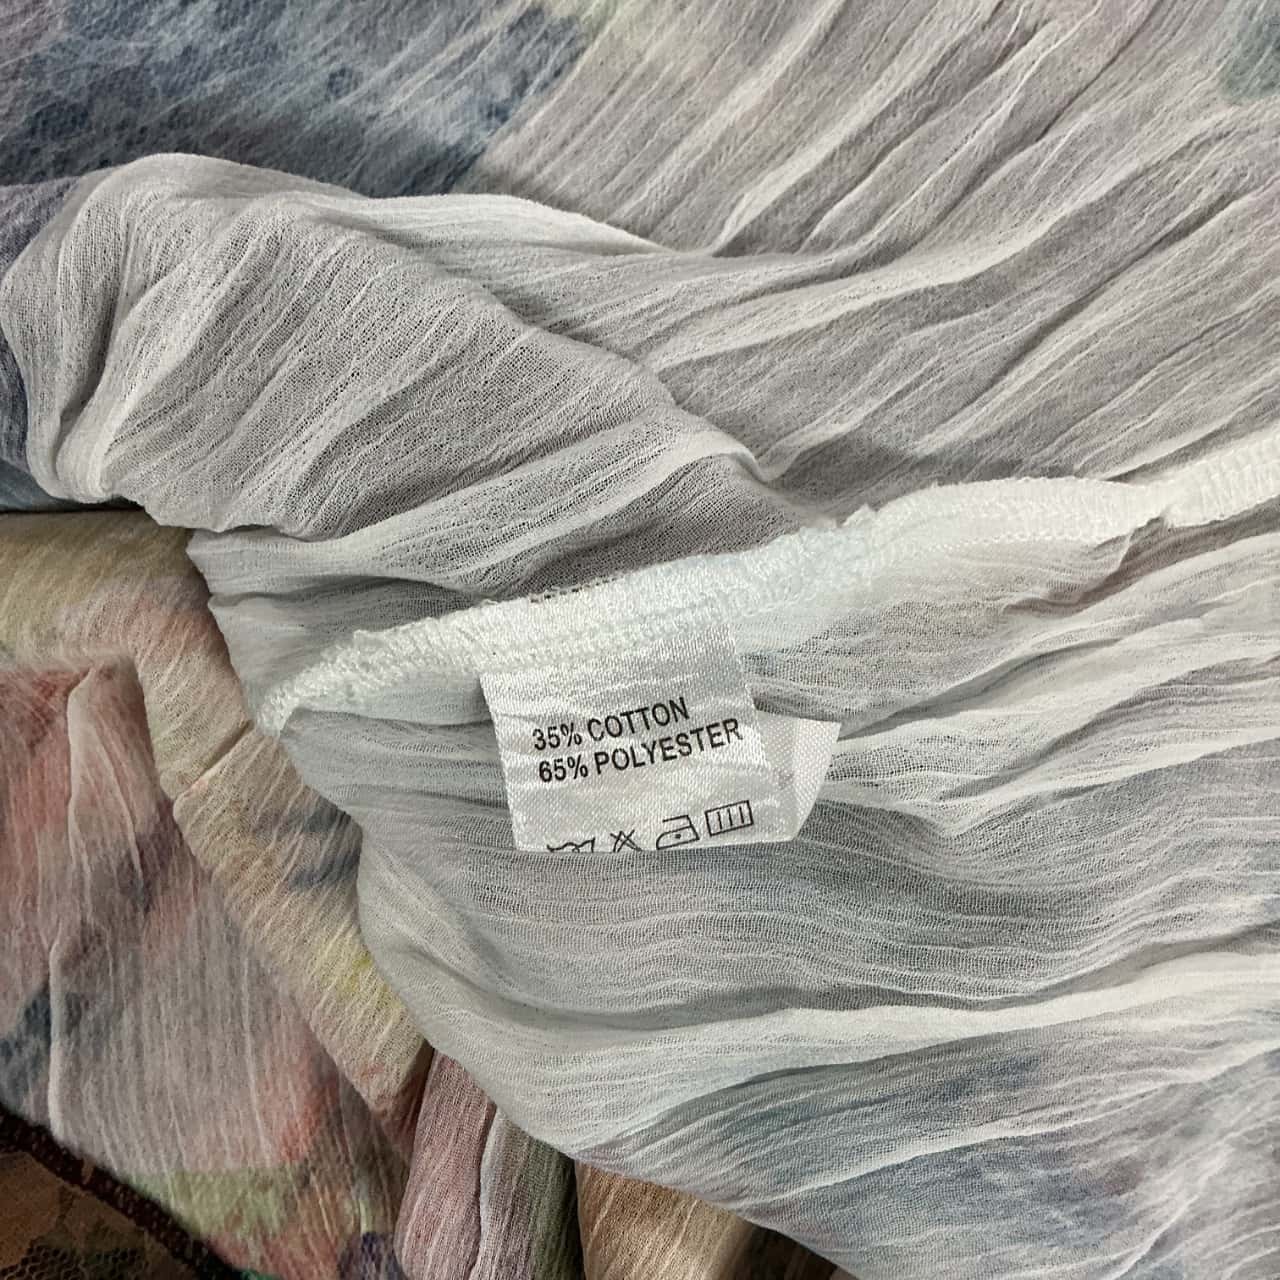 35% COTTON
65% POLYESTER